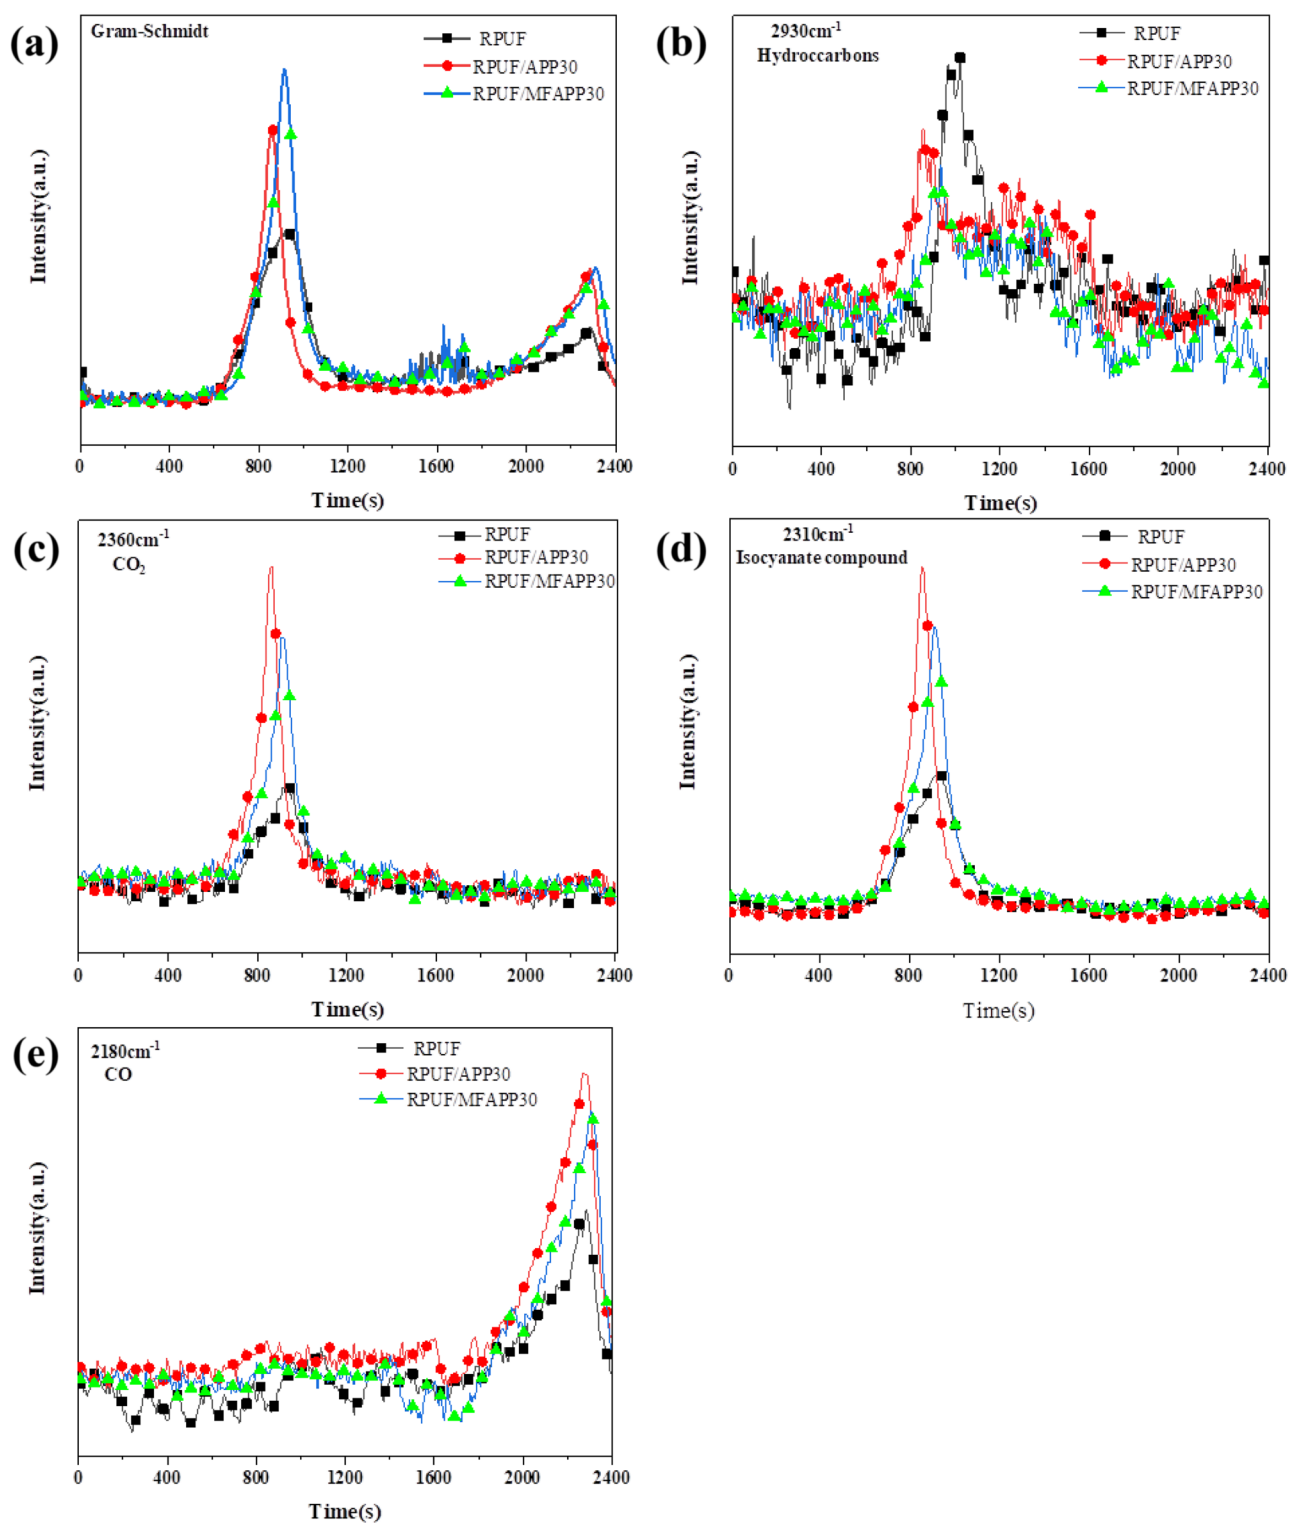 (a)
Gram-Schmidt
RPUF
RPUF/APP30
RPUF/MFAPP30
Intensity(a.u.)
0
400
800
1200
1600
2000
2400
Time(s)
(b)
2930cm-1
Hydroccarbons
RPUF
RPUF/APP30
RPUF/MFAPP30
Intensity(a.u.)
0
400
800
1200
1600
2000
2400
Time(s)
(c)
2360cm-1
CO2
RPUF
RPUF/APP30
RPUF/MFAPP30
Intensity(a.u.)
0
400
800
1200
1600
2000
2400
Time(s)
(d)
2310cm-1
Isocyanate compound
RPUF
RPUF/APP30
RPUF/MFAPP30
Intensity(a.u.)
0
400
800
1200
1600
2000
2400
Time(s)
(e)
2180cm-1
CO
RPUF
RPUF/APP30
RPUF/MFAPP30
Intensity(a.u.)
0
400
800
1200
1600
2000
2400
Time(s)